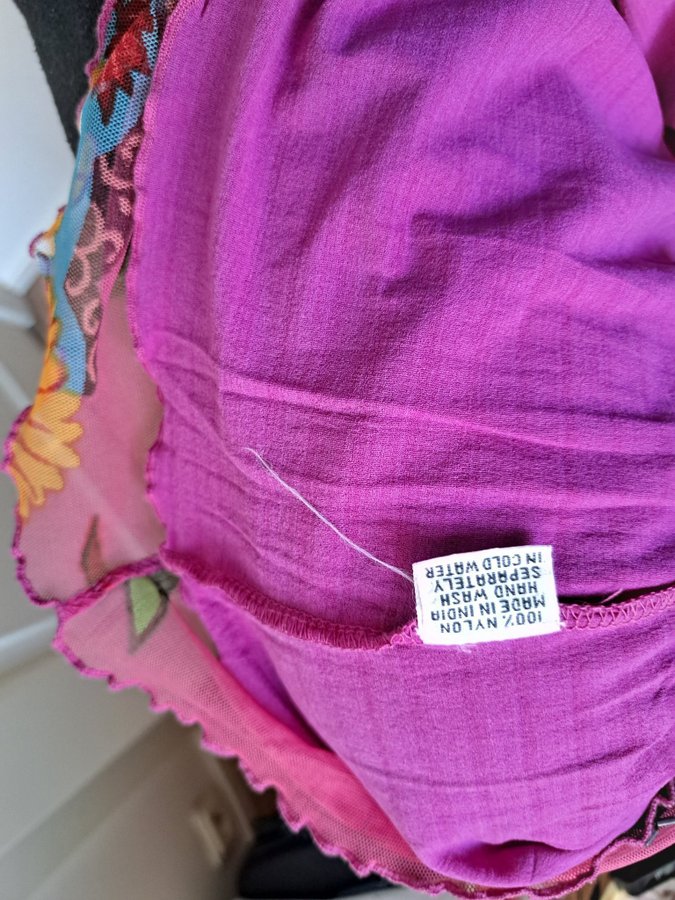 100% NYLON
MADE IN INDIA
HAND WASH
SEPARATELY
IN COLD WATER